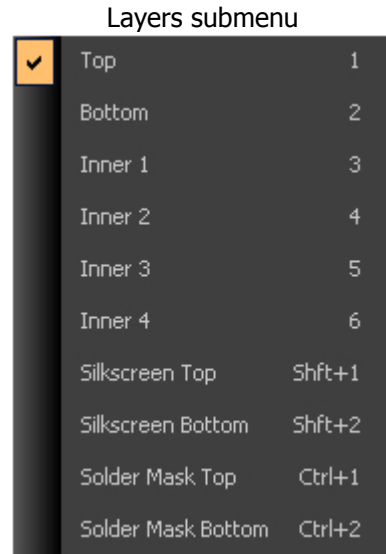 Layers submenu
Top 1
Bottom 2
Inner 1 3
Inner 2 4
Inner 3 5
Inner 4 6
Silkscreen Top Shft+1
Silkscreen Bottom Shft+2
Solder Mask Top Ctrl+1
Solder Mask Bottom Ctrl+2